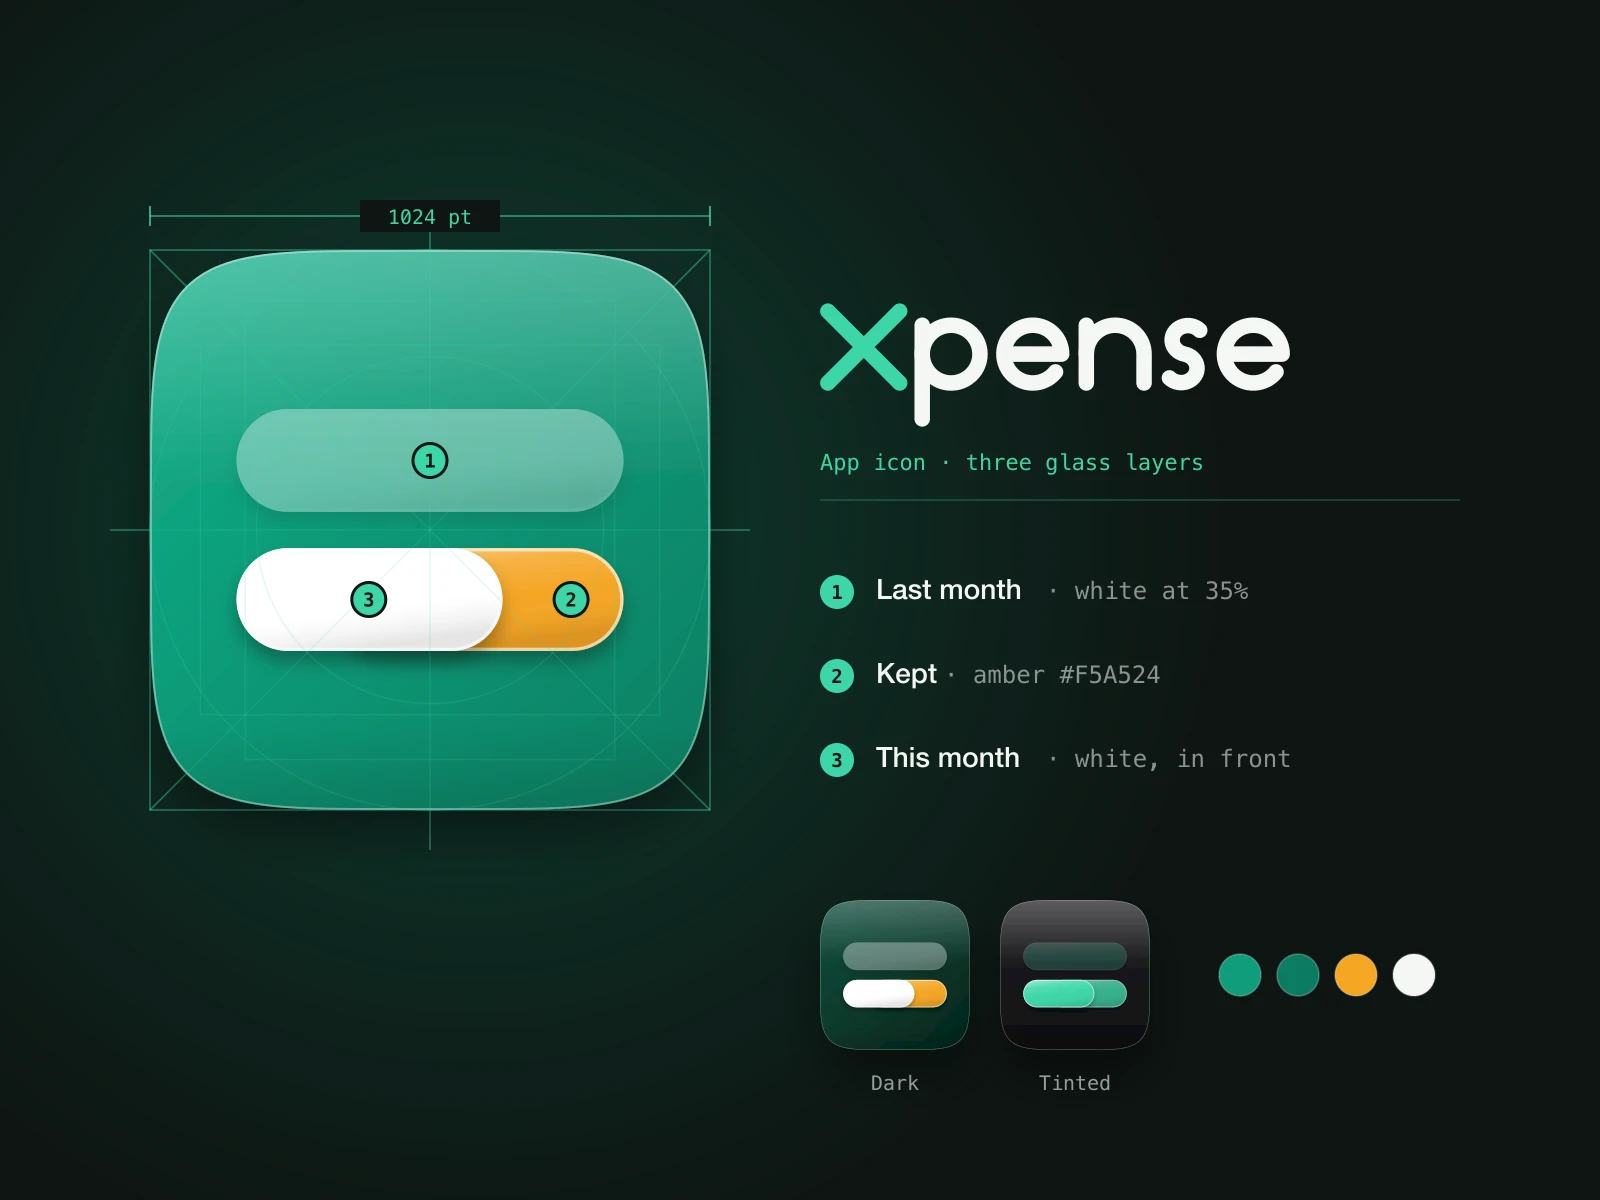 1024 pt
1
3
2
xpense
App icon · three glass layers
1 Last month · white at 35%
2 Kept · amber #F5A524
3 This month · white, in front
Dark
Tinted